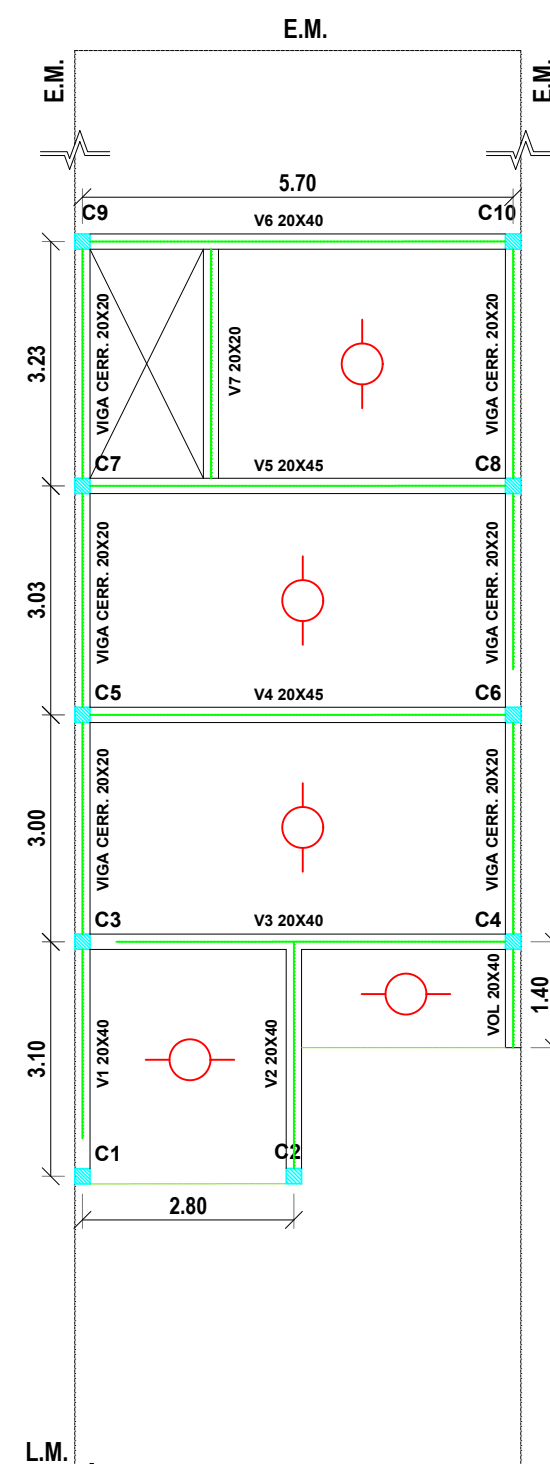 E.M.
E.M.
E.M.
5.70
C9
C10
V6 20X40
3.23
VIGA CERR. 20X20
V7 20X20
VIGA CERR. 20X20
C7
C8
V5 20X45
3.03
VIGA CERR. 20X20
VIGA CERR. 20X20
C5
C6
V4 20X45
3.00
VIGA CERR. 20X20
VIGA CERR. 20X20
C3
C4
V3 20X40
3.10
V1 20X40
V2 20X40
VOL 20X40
1.40
C1
C2
2.80
L.M.